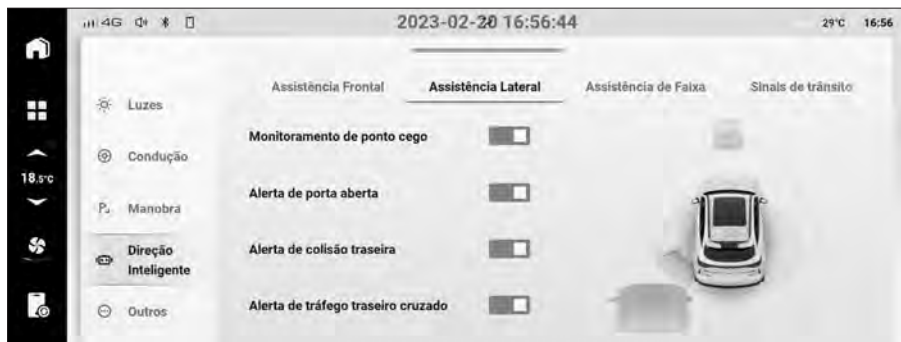 4G
2023-02-20 16:56:44
29°C 16:56
Assistência Frontal Assistência Lateral Assistência de Faixa Sinais de trânsito
Luzes
Monitoramento de ponto cego
Condução
18.5°C
Alerta de porta aberta
Manobra
Direção
Inteligente
Alerta de colisão traseira
Outros
Alerta de tráfego traseiro cruzado